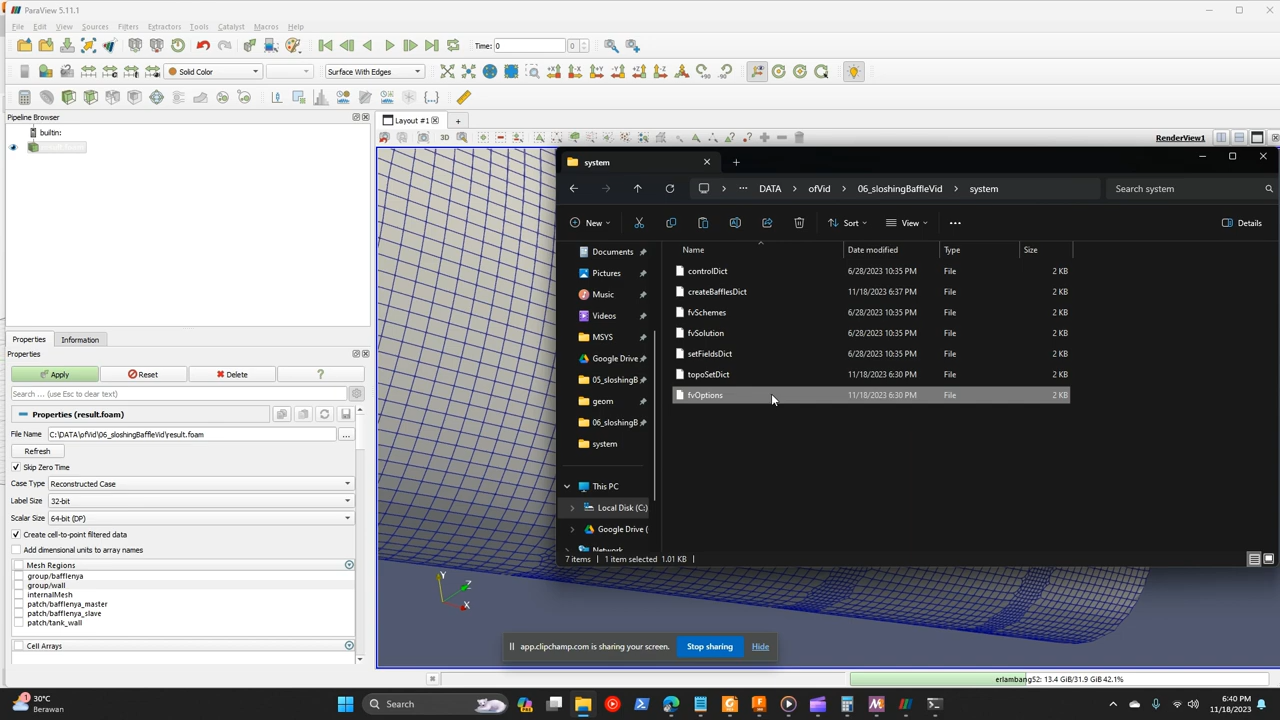 ParaView 5.11.1
File Edit View Sources Filters Extractors Tools Catalyst Macros Help
Time: 0 0
Solid Color Surface With Edges
Pipeline Browser
builtin:
result.foam
Layout #1
3D
RenderView1
Properties Information
Properties
Apply Reset Delete ?
Search ... (use Esc to clear text)
Properties (result.foam)
File Name C:\DATA\ofVid\06_sloshingBaffleVid\result.foam ...
Refresh
Skip Zero Time
Case Type Reconstructed Case
Label Size 32-bit
Scalar Size 64-bit (DP)
Create cell-to-point filtered data
Add dimensional units to array names
Mesh Regions
group/bafflenya
group/wall
internalMesh
patch/bafflenya_master
patch/bafflenya_slave
patch/tank_wall
Cell Arrays
system
... DATA ofVid 06_sloshingBaffleVid system Search system
New Sort View ... Details
Name Date modified Type Size
controlDict 6/28/2023 10:35 PM File 2 KB
createBafflesDict 11/18/2023 6:37 PM File 2 KB
fvSchemes 6/28/2023 10:35 PM File 2 KB
fvSolution 6/28/2023 10:35 PM File 2 KB
setFieldsDict 6/28/2023 10:35 PM File 2 KB
topoSetDict 11/18/2023 6:30 PM File 2 KB
fvOptions 11/18/2023 6:30 PM File 2 KB
Documents
Pictures
Music
Videos
MSYS
Google Drive
05_sloshingB
geom
06_sloshingB
system
This PC
Local Disk (C:)
Google Drive (
Network
7 items 1 item selected 1.01 KB
Y
Z
X
app.clipchamp.com is sharing your screen. Stop sharing Hide
erlambang52: 13.4 GiB/31.9 GiB 42.1%
30°C
Berawan
Search
6:40 PM
11/18/2023